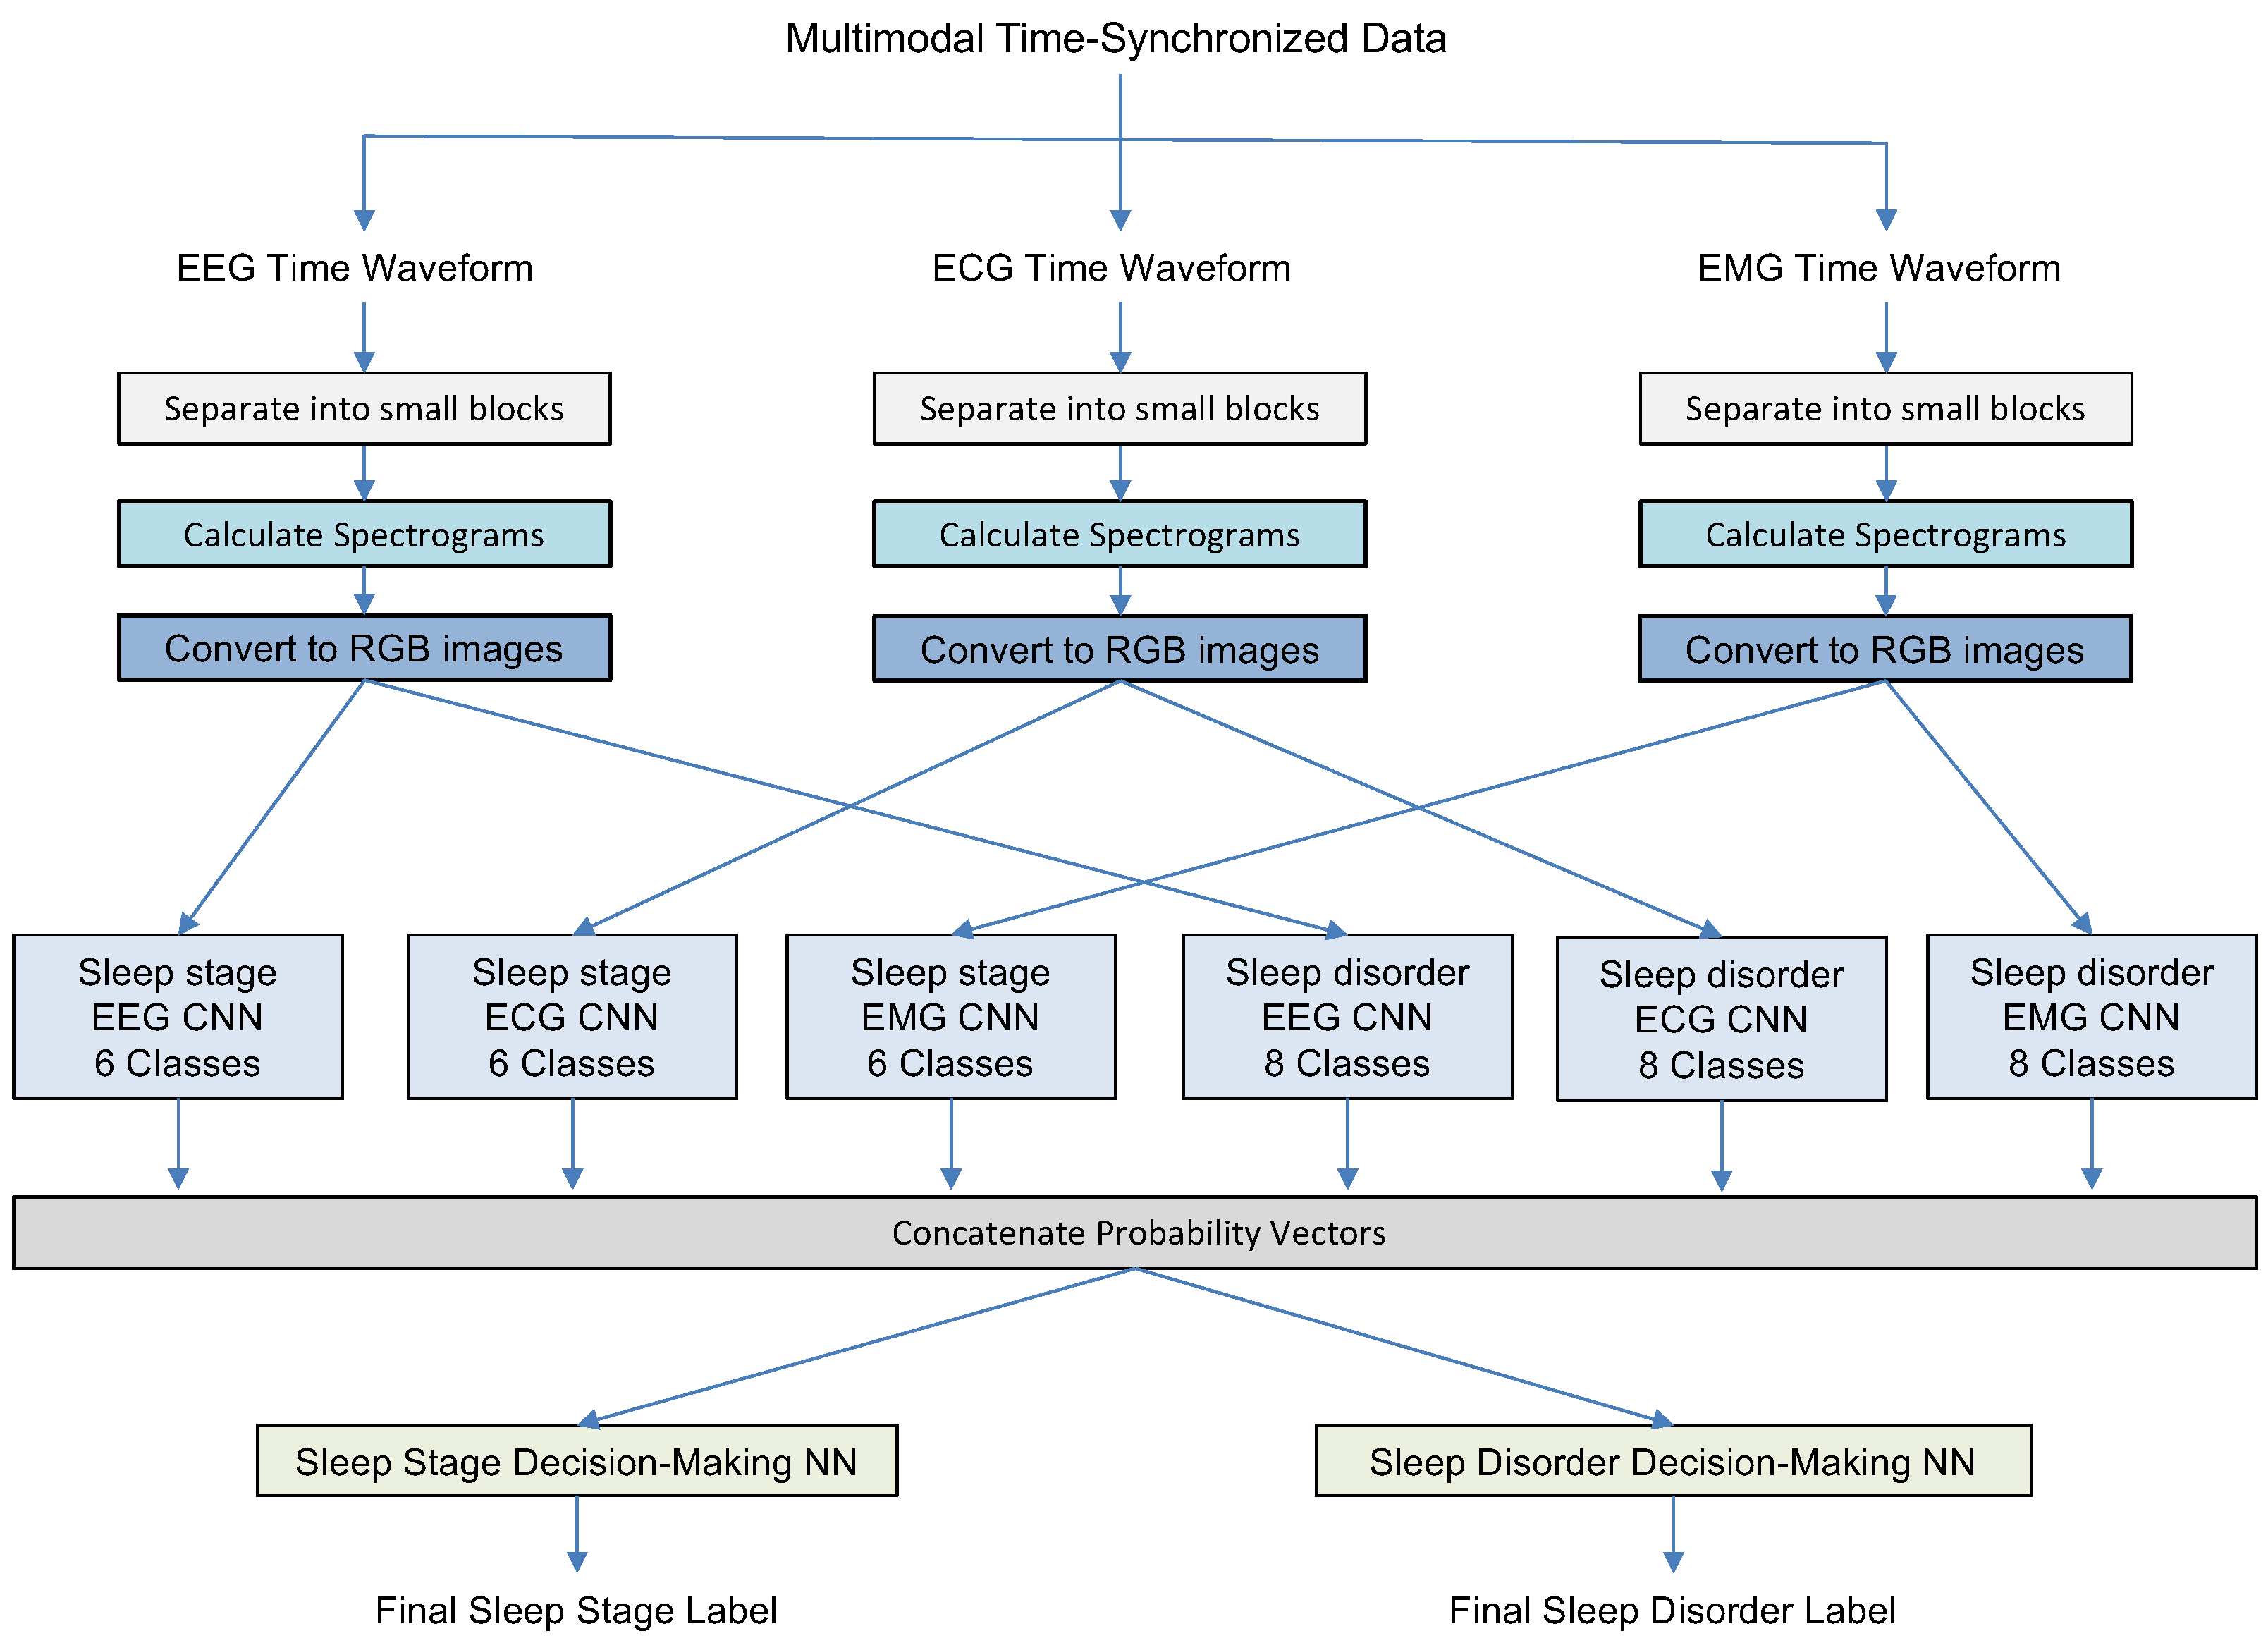 Multimodal Time-Synchronized Data
EEG Time Waveform
ECG Time Waveform
EMG Time Waveform
Separate into small blocks
Separate into small blocks
Separate into small blocks
Calculate Spectrograms
Calculate Spectrograms
Calculate Spectrograms
Convert to RGB images
Convert to RGB images
Convert to RGB images
Sleep stage
EEG CNN
6 Classes
Sleep stage
ECG CNN
6 Classes
Sleep stage
EMG CNN
6 Classes
Sleep disorder
EEG CNN
8 Classes
Sleep disorder
ECG CNN
8 Classes
Sleep disorder
EMG CNN
8 Classes
Concatenate Probability Vectors
Sleep Stage Decision-Making NN
Sleep Disorder Decision-Making NN
Final Sleep Stage Label
Final Sleep Disorder Label